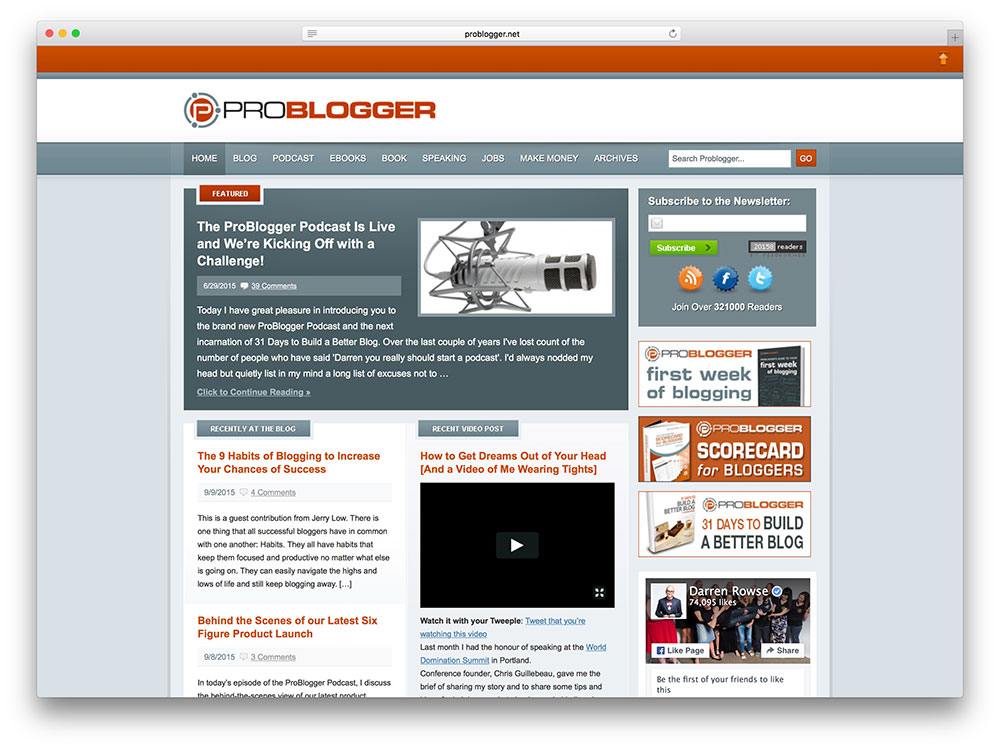 problogger.net
PROBLOGGER
HOME BLOG PODCAST EBOOKS BOOK SPEAKING JOBS MAKE MONEY ARCHIVES
Search Problogger...
GO
FEATURED
The ProBlogger Podcast Is Live
and We're Kicking Off with a
Challenge!
6/29/2015 39 Comments
Today I have great pleasure in introducing you to
the brand new ProBlogger Podcast and the next
incarnation of 31 Days to Build a Better Blog. Over the last couple of years I've lost count of the
number of people who have said 'Darren you really should start a podcast'. I'd always nodded my
head but quietly list in my mind a long list of excuses not to …
Click to Continue Reading »
Subscribe to the Newsletter:
Subscribe
20158 readers
BY FEEDBURNER
Join Over 321000 Readers
PROBLOGGER
first week
of blogging
first week
of blogging
PROBLOGGER
SCORECARD
for BLOGGERS
PROBLOGGER
31 DAYS TO BUILD
A BETTER BLOG
BUILD
A BETTER BLOG
RECENTLY AT THE BLOG
The 9 Habits of Blogging to Increase
Your Chances of Success
9/9/2015 4 Comments
This is a guest contribution from Jerry Low. There is
one thing that all successful bloggers have in common
with one another: Habits. They all have habits that
keep them focused and productive no matter what else
is going on. They can easily navigate the highs and
lows of life and still keep blogging away. […]
Behind the Scenes of our Latest Six
Figure Product Launch
9/8/2015 3 Comments
In today's episode of the ProBlogger Podcast, I discuss
the behind-the-scenes view of our latest product
RECENT VIDEO POST
How to Get Dreams Out of Your Head
[And a Video of Me Wearing Tights]
Watch it with your Tweeple: Tweet that you're
watching this video
Last month I had the honour of speaking at the World
Domination Summit in Portland.
Conference founder, Chris Guillebeau, gave me the
brief of sharing my story and to share some tips and
Darren Rowse
74,095 likes
Like Page
Share
Be the first of your friends to like
this